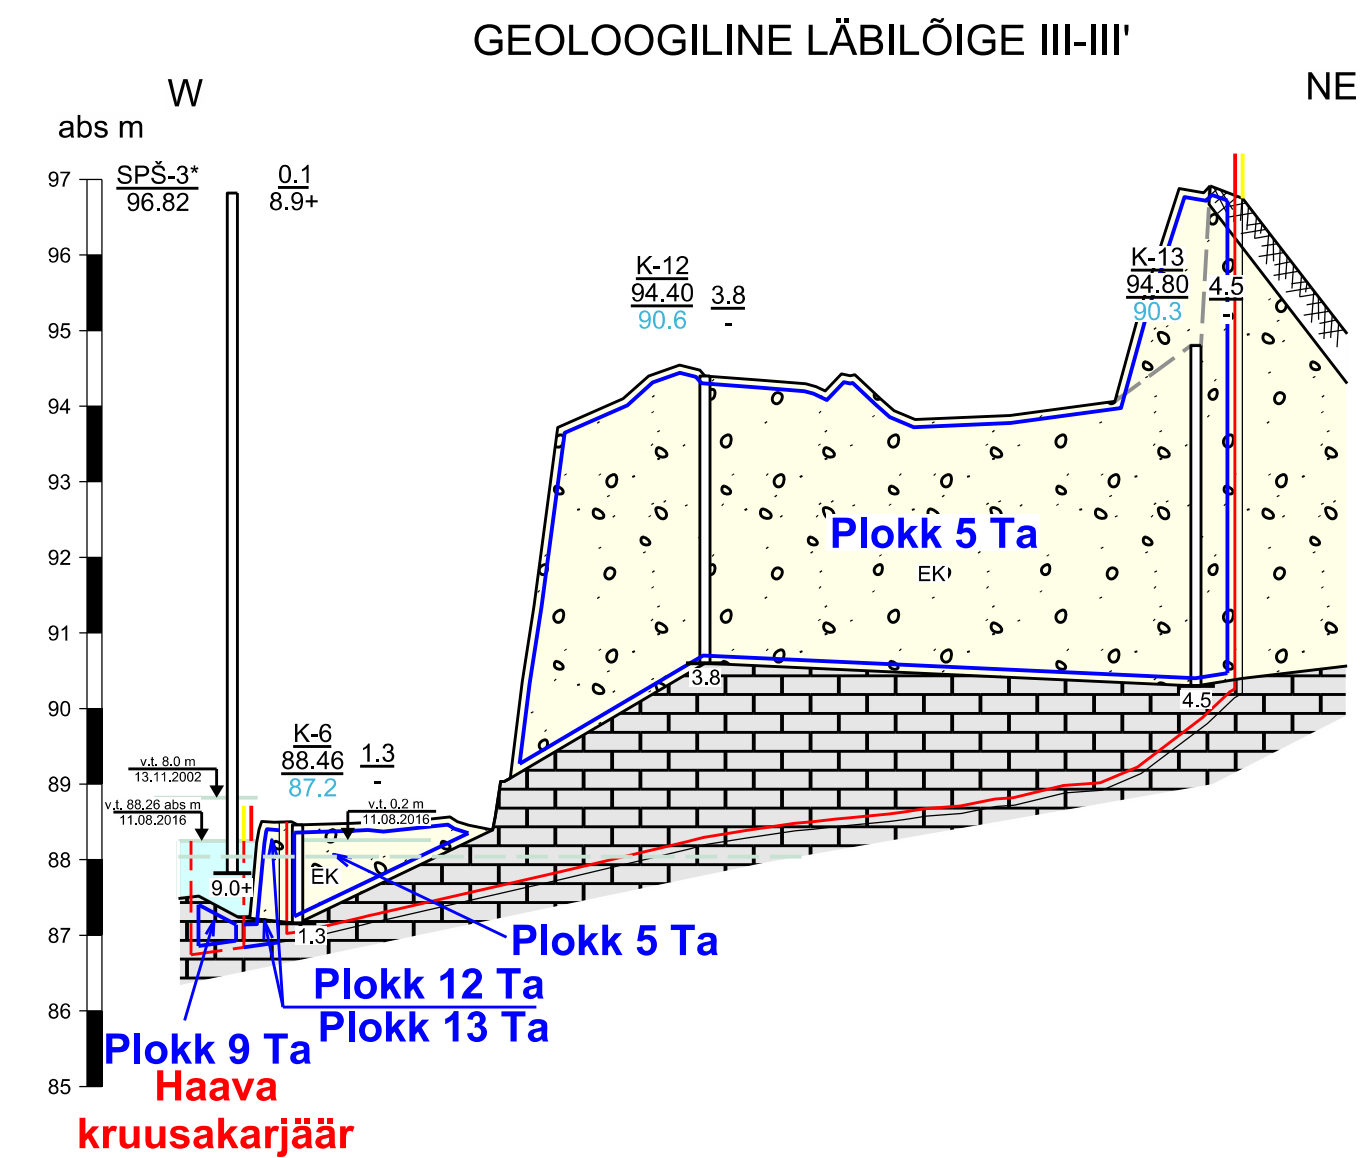 GEOLOOGILINE LÄBILÕIGE III-III'
W
NE
abs m
97
96
95
94
93
92
91
90
89
88
87
86
85
SPŠ-3*
96.82
0.1
8.9+
K-12
94.40
90.6
3.8
-
K-13
94.80
90.3
4.5
-
Plokk 5 Ta
EK
3.8
4.5
K-6
88.46
87.2
1.3
-
v.t. 8.0 m
13.11.2002
v.t. 88.26 abs m
11.08.2016
v.t. 0.2 m
11.08.2016
9.0+
EK
1.3
Plokk 5 Ta
Plokk 12 Ta
Plokk 13 Ta
Plokk 9 Ta
Haava
kruusakarjäär